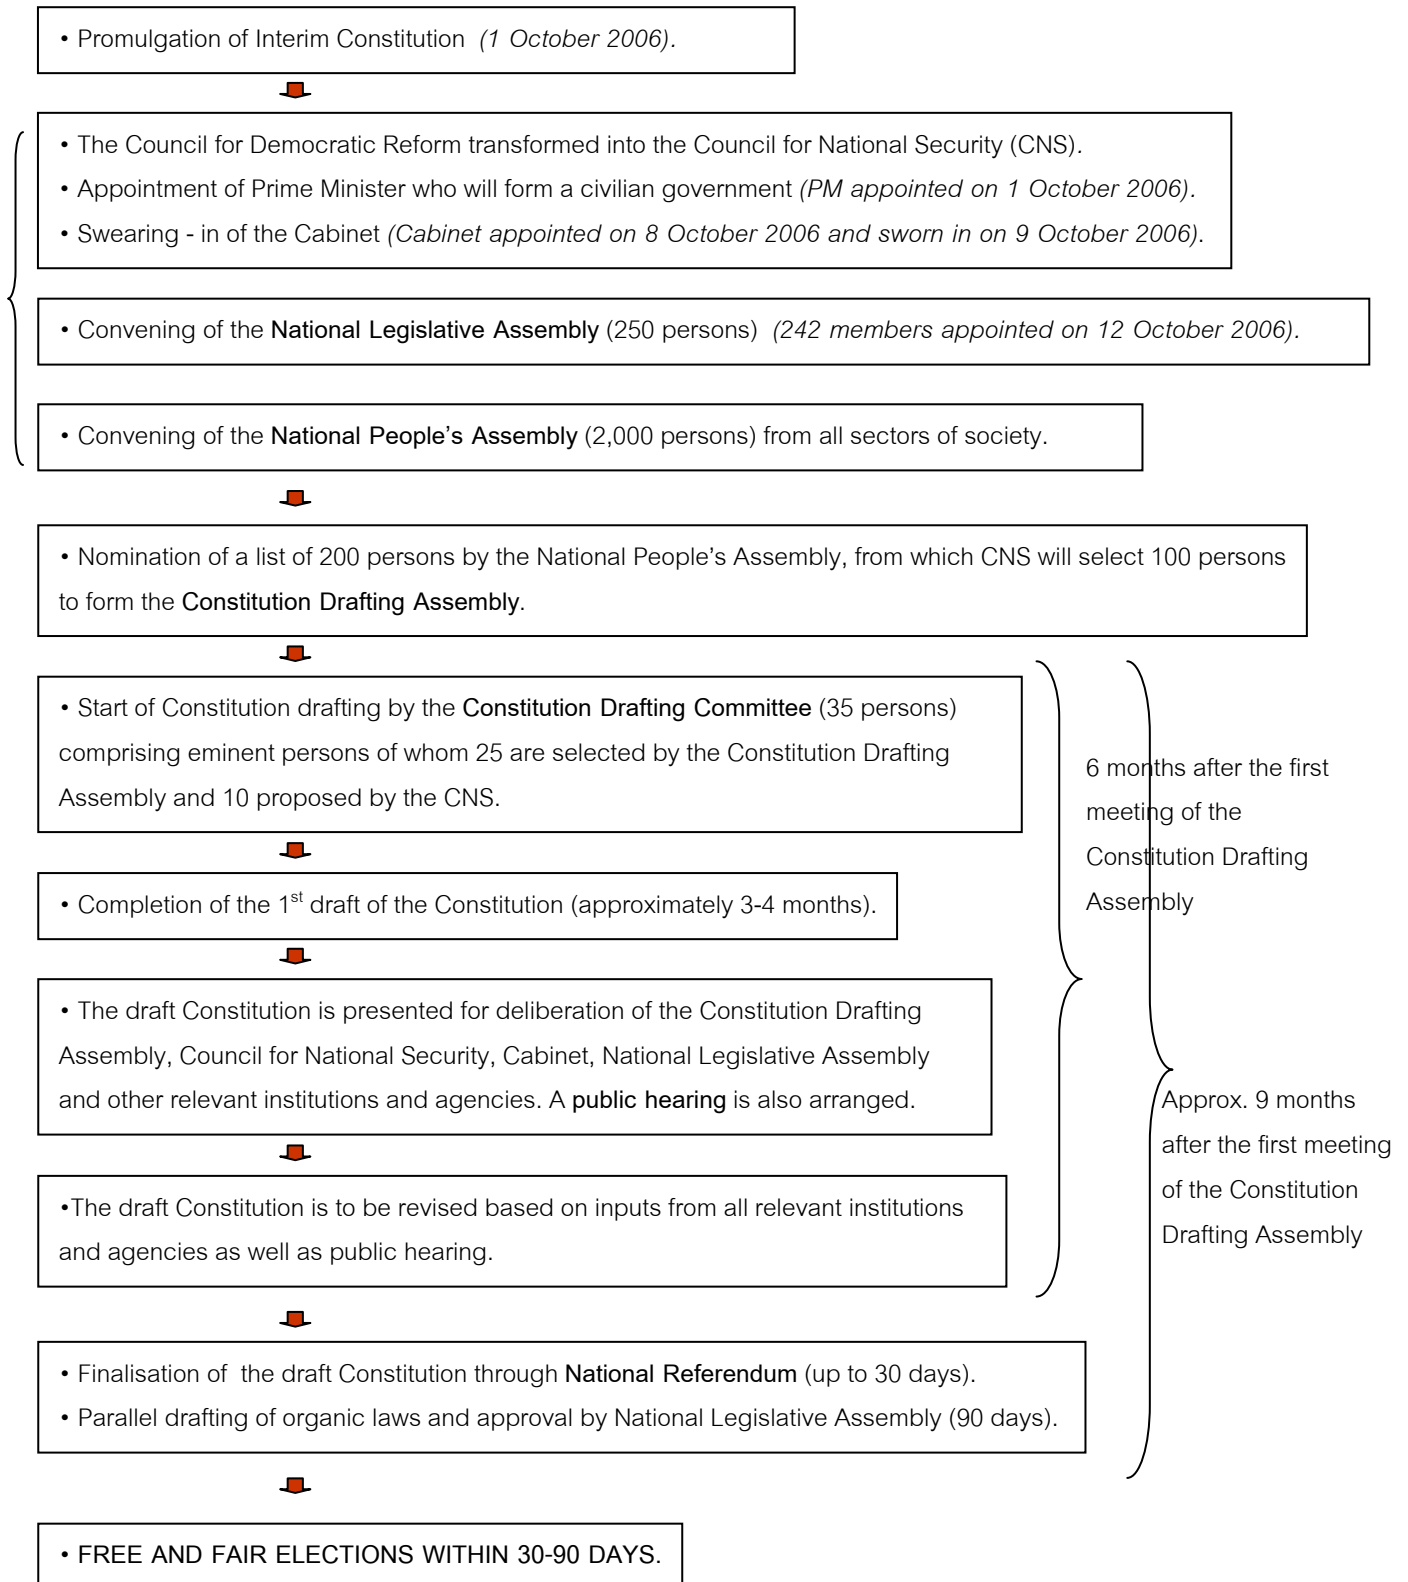 • Promulgation of Interim Constitution (1 October 2006).
• The Council for Democratic Reform transformed into the Council for National Security (CNS).
• Appointment of Prime Minister who will form a civilian government (PM appointed on 1 October 2006).
• Swearing - in of the Cabinet (Cabinet appointed on 8 October 2006 and sworn in on 9 October 2006).
• Convening of the National Legislative Assembly (250 persons) (242 members appointed on 12 October 2006).
• Convening of the National People's Assembly (2,000 persons) from all sectors of society.
• Nomination of a list of 200 persons by the National People's Assembly, from which CNS will select 100 persons
to form the Constitution Drafting Assembly.
• Start of Constitution drafting by the Constitution Drafting Committee (35 persons)
comprising eminent persons of whom 25 are selected by the Constitution Drafting
Assembly and 10 proposed by the CNS.
6 months after the first
meeting of the
Constitution Drafting
Assembly
• Completion of the 1st draft of the Constitution (approximately 3-4 months).
• The draft Constitution is presented for deliberation of the Constitution Drafting
Assembly, Council for National Security, Cabinet, National Legislative Assembly
and other relevant institutions and agencies. A public hearing is also arranged.
Approx. 9 months
after the first meeting
of the Constitution
Drafting Assembly
•The draft Constitution is to be revised based on inputs from all relevant institutions
and agencies as well as public hearing.
• Finalisation of the draft Constitution through National Referendum (up to 30 days).
• Parallel drafting of organic laws and approval by National Legislative Assembly (90 days).
• FREE AND FAIR ELECTIONS WITHIN 30-90 DAYS.